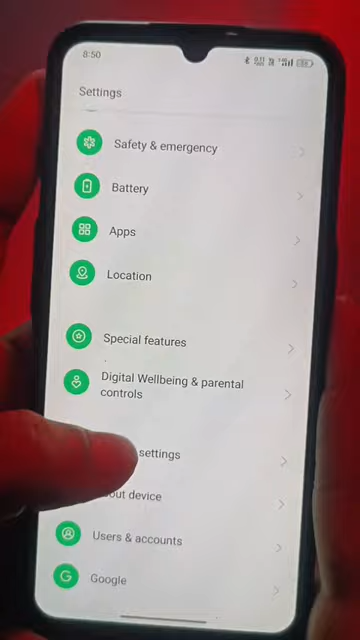 8:50
Settings
Safety & emergency
Battery
Apps
Location
Special features
Digital Wellbeing & parental
controls
settings
out device
Users & accounts
Google